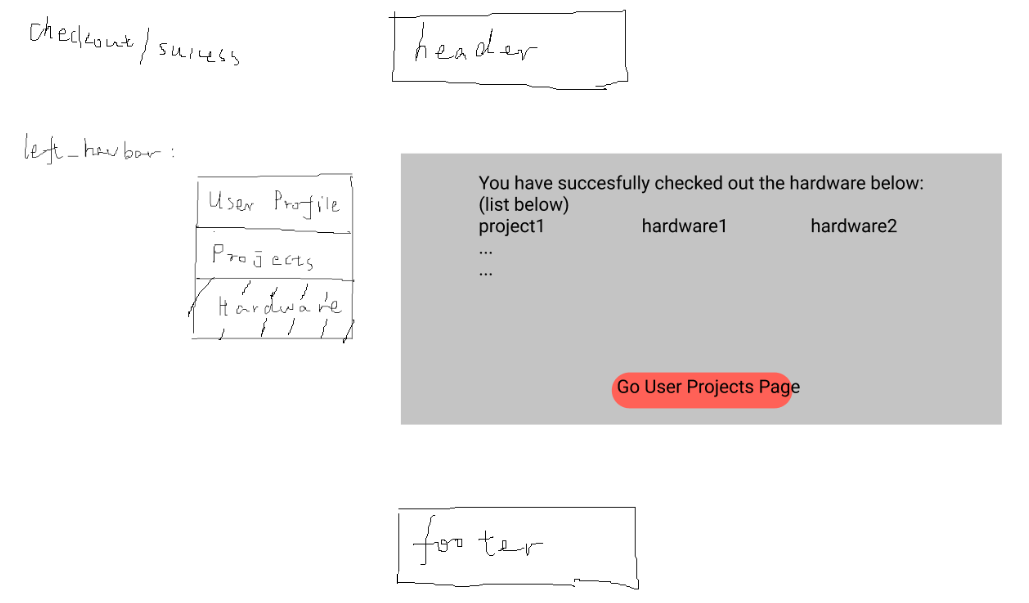 checkout/success
header
left_navbar:
User Profile
Projects
Hardware
You have succesfully checked out the hardware below:
(list below)
project1 hardware1 hardware2
...
...
Go User Projects Page
footer